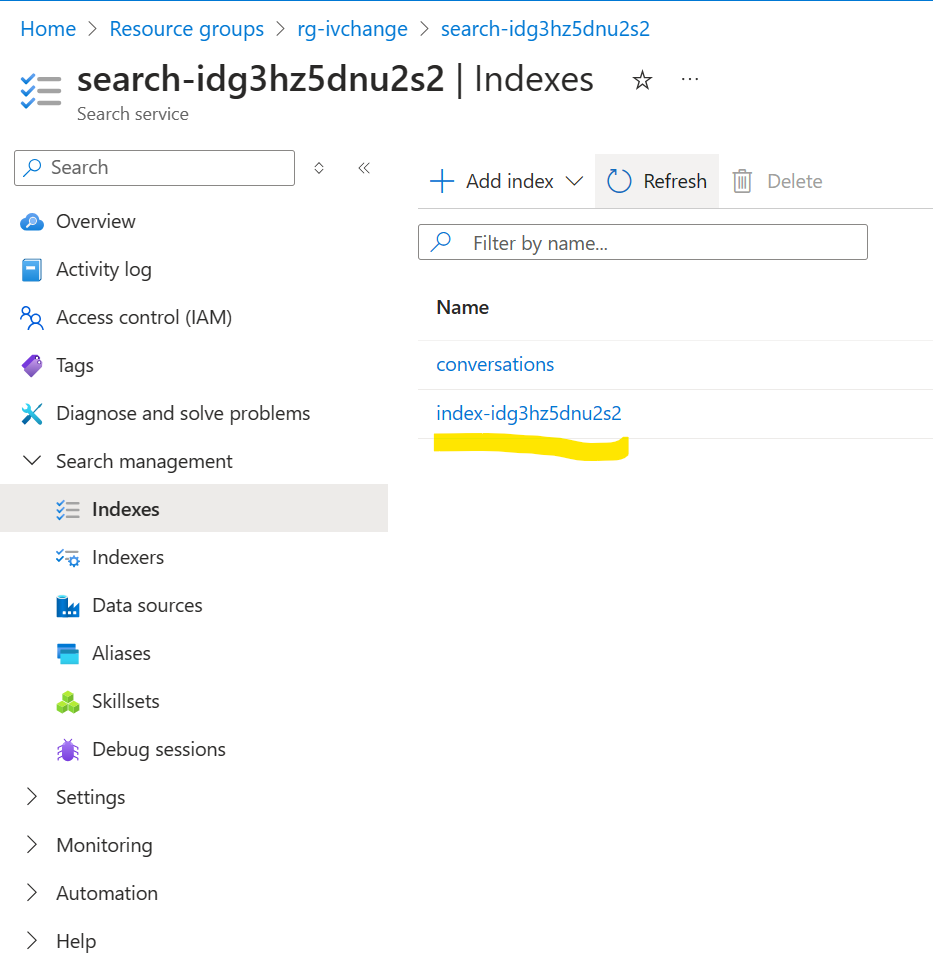 Home > Resource groups > rg-ivchange > search-idg3hz5dnu2s2
search-idg3hz5dnu2s2 | Indexes ☆ ...
Search service
Search
Add index Refresh Delete
Filter by name...
Overview
Activity log
Access control (IAM)
Tags
Diagnose and solve problems
Search management
Indexes
Indexers
Data sources
Aliases
Skillsets
Debug sessions
Settings
Monitoring
Automation
Help
Name
conversations
index-idg3hz5dnu2s2